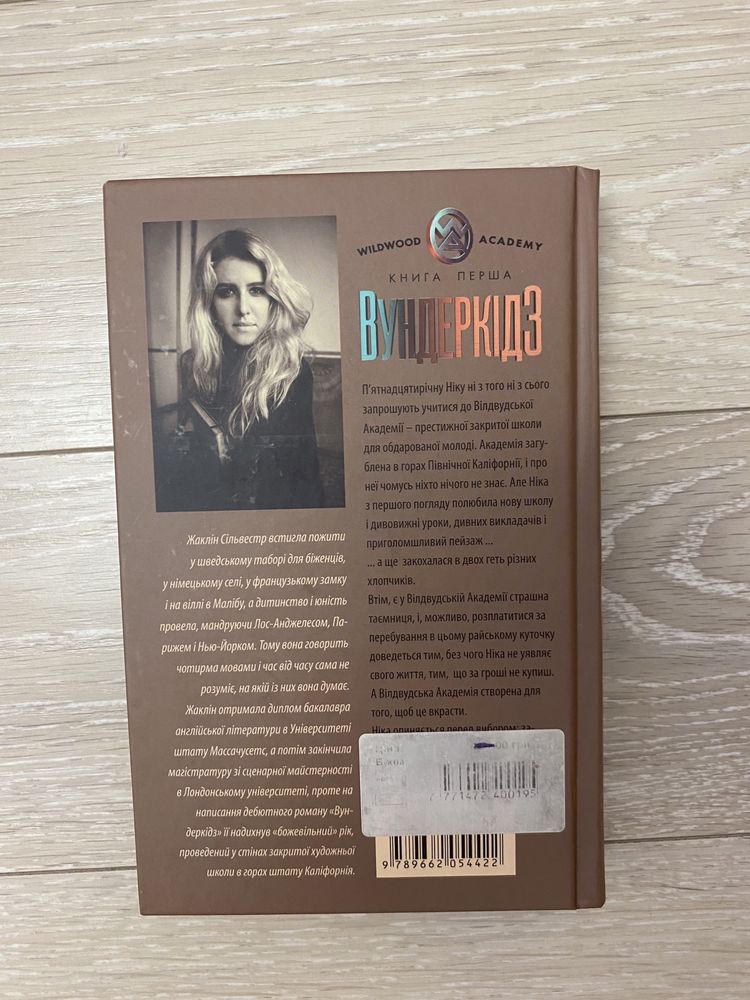 WILDWOOD ACADEMY
КНИГА ПЕРША
ВУНДЕРКІДЗ
П'ятнадцятирічну Ніку ні з того ні з сього
запрошують учитися до Вілдвудської
Академії – престижної закритої школи
для обдарованої молоді. Академія загу-
блена в горах Північної Каліфорнії, і про
неї чомусь ніхто нічого не знає. Але Ніка
з першого погляду полюбила нову школу
і дивовижні уроки, дивних викладачів і
приголомшливий пейзаж ...
... а ще закохалася в двох геть різних
хлопчиків.
Втім, є у Вілдвудській Академії страшна
таємниця, і, можливо, розплатитися за
перебування в цьому райському куточку
доведеться тим, без чого Ніка не уявляє
свого життя, тим, що за гроші не купиш.
А Вілдвудська Академія створена для
того, щоб це вкрасти.
Ніка опиняється перед вибором: за-
Жаклін Сільвестр встигла пожити
у шведському таборі для біженців,
у німецькому селі, у французькому замку
і на віллі в Малібу, а дитинство і юність
провела, мандруючи Лос-Анджелесом, Па-
рижем і Нью-Йорком. Тому вона говорить
чотирма мовами і час від часу сама не
розуміє, на якій із них вона думає.
Жаклін отримала диплом бакалавра
англійської літератури в Університеті
штату Массачусетс, а потім закінчила
магістратуру зі сценарної майстерності
в Лондонському університеті, проте на
написання дебютного роману «Вун-
деркідз» її надихнув «божевільний» рік,
проведений у стінах закритої художньої
школи в горах штату Каліфорнія.
9 789662 054422